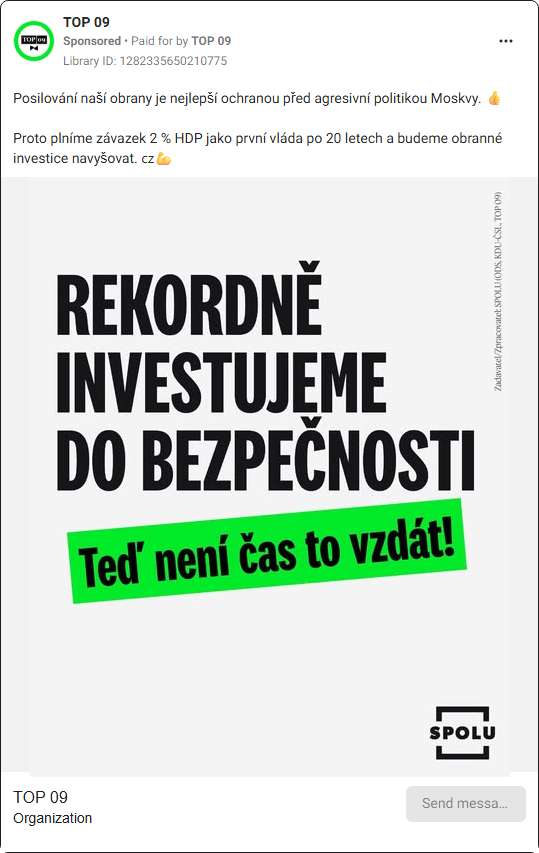 TOP 09
Sponsored • Paid for by TOP 09
Library ID: 1282335650210775
Posilování naší obrany je nejlepší ochranou před agresivní politikou Moskvy. 👍
Proto plníme závazek 2 % HDP jako první vláda po 20 letech a budeme obranné
investice navyšovat. cz💪
Zadavatel/Zpracovatel: SPOLU (ODS, KDU-ČSL, TOP 09)
REKORDNĚ
INVESTUJEME
DO BEZPEČNOSTI
Teď není čas to vzdát!
SPOLU
TOP 09
Organization
Send messa...